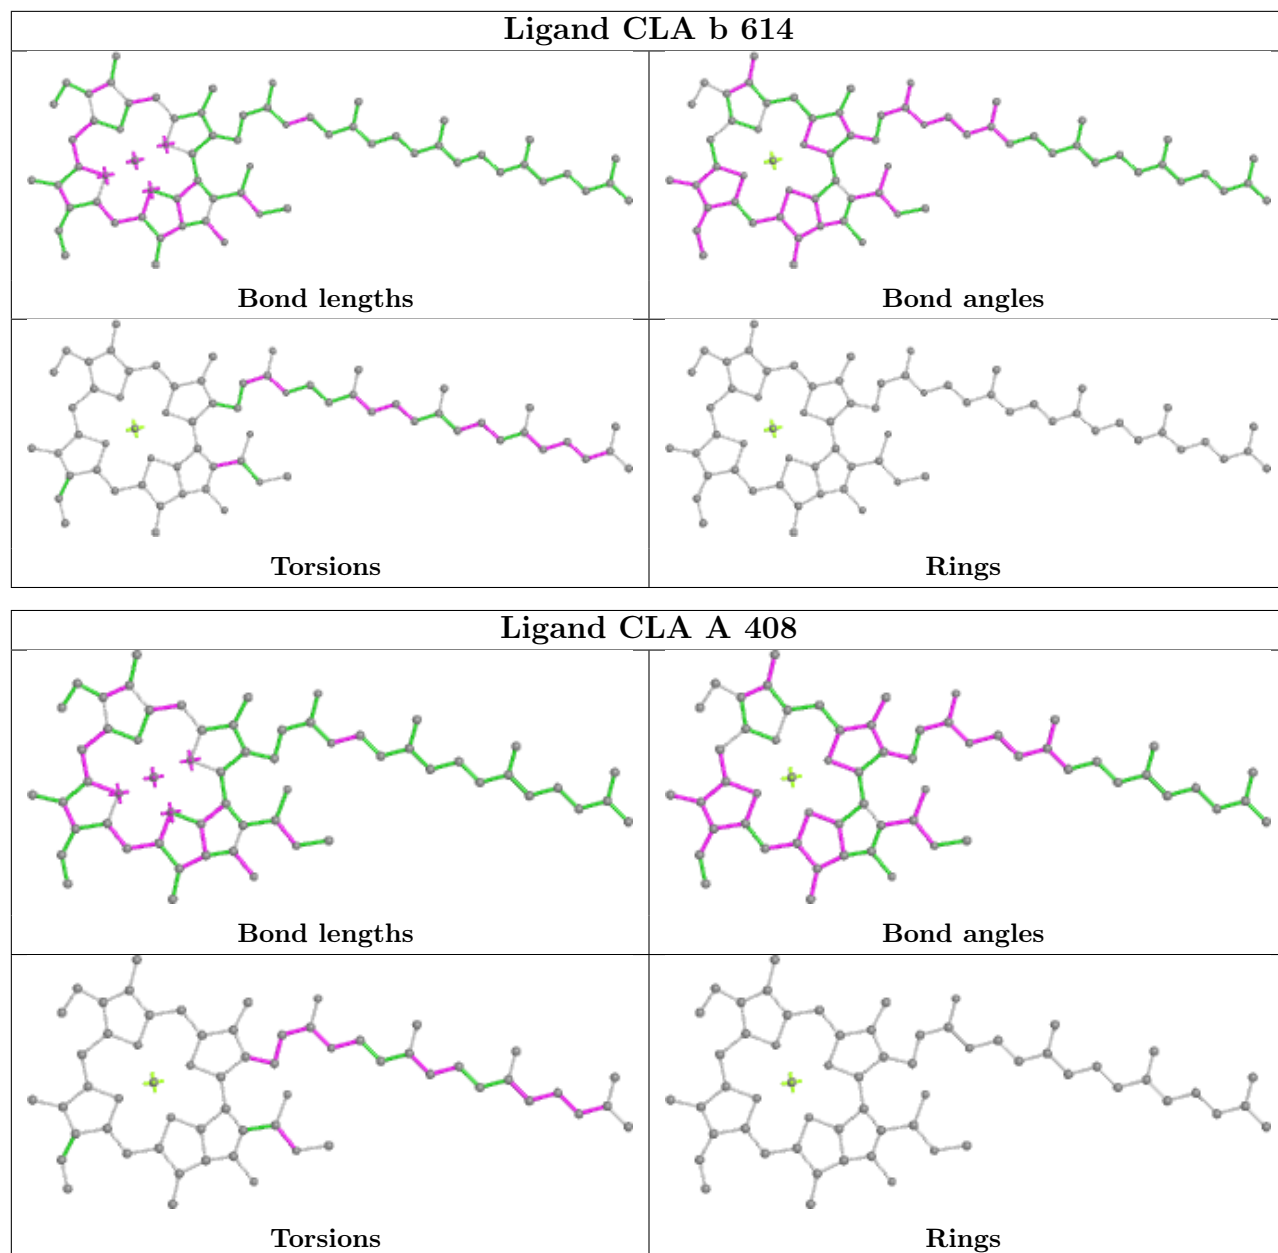 Ligand CLA b 614
Bond lengths
Bond angles
Torsions
Rings
Ligand CLA A 408
Bond lengths
Bond angles
Torsions
Rings